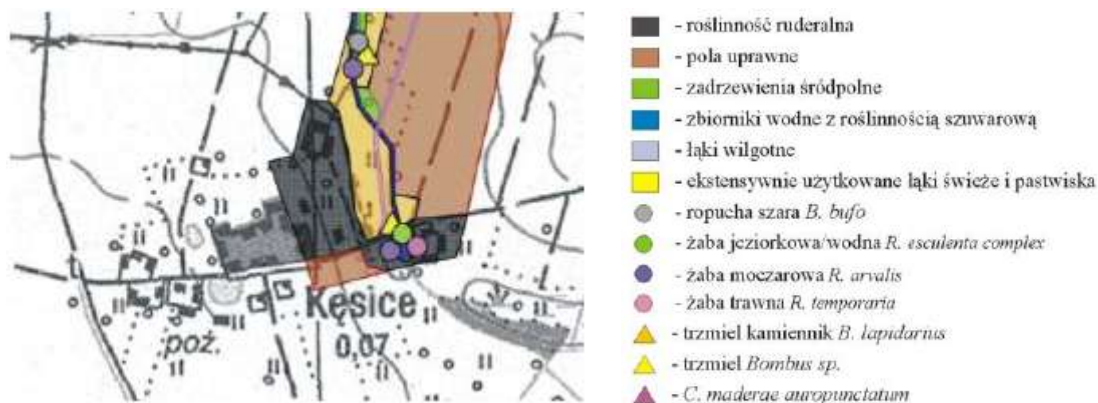 - roślinność ruderalna
- pola uprawne
- zadrzewienia śródpolne
- zbiorniki wodne z roślinnością szuwarową
- łąki wilgotne
- ekstensywnie użytkowane łąki świeże i pastwiska
- ropucha szara B. bufo
- żaba jeziorkowa/wodna R. esculenta complex
- żaba moczarowa R. arvalis
- żaba trawna R. temporaria
- trzmiel kamiennik B. lapidarius
- trzmiel Bombus sp.
- C. maderae auropunctatum
Kęsice
0,07
poż.